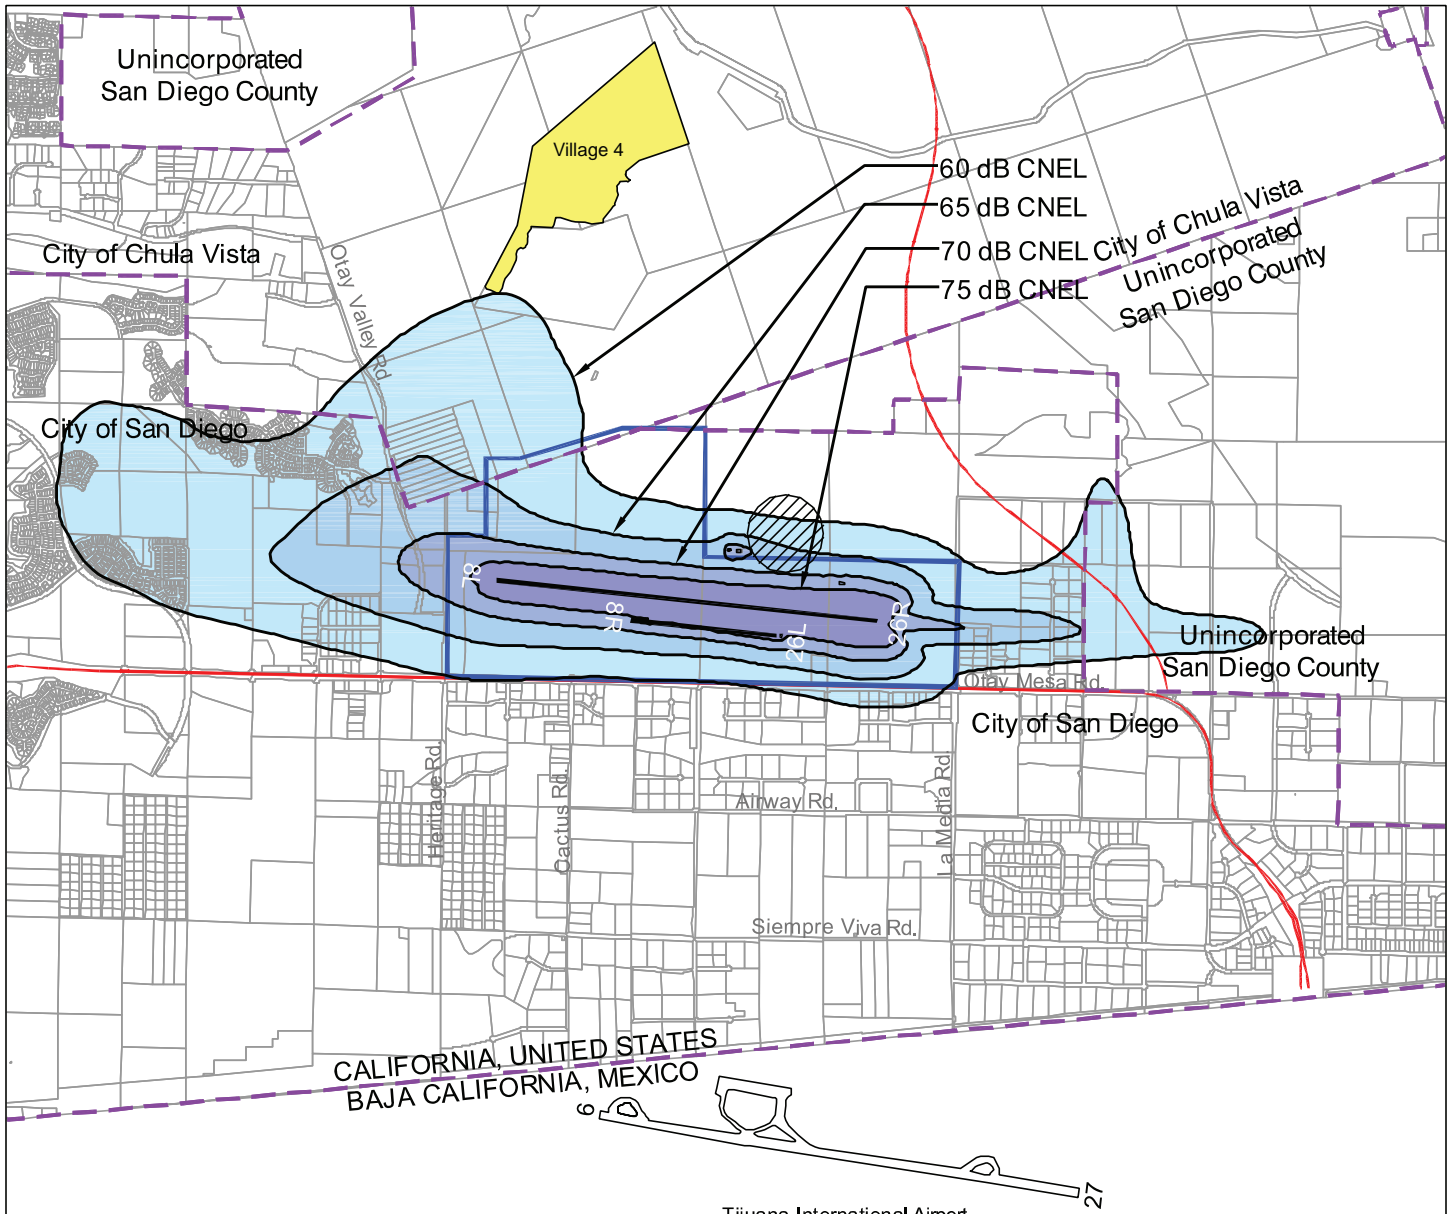 Unincorporated
San Diego County
Village 4
60 dB CNEL
65 dB CNEL
70 dB CNEL
75 dB CNEL
City of Chula Vista
Unincorporated
San Diego County
City of Chula Vista
Otay Valley Rd.
City of San Diego
8L
8R
26L
26R
Unincorporated
San Diego County
Otay Mesa Rd.
City of San Diego
Heritage Rd.
Cactus Rd.
Airway Rd.
La Media Rd.
Siempre Viva Rd.
CALIFORNIA, UNITED STATES
BAJA CALIFORNIA, MEXICO
9
27
Tijuana International Airport